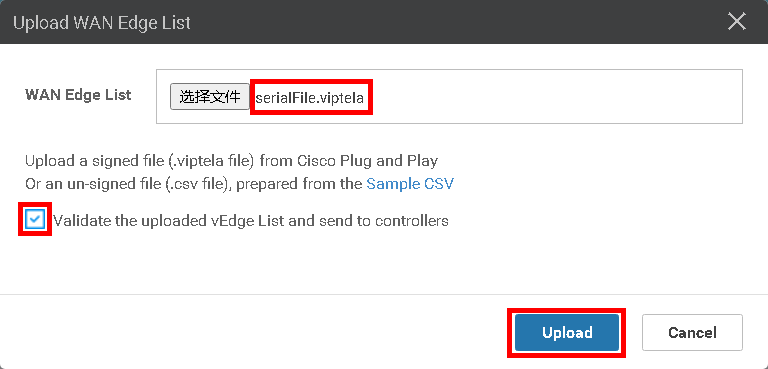 Upload WAN Edge List
WAN Edge List 选择文件 serialFile.viptela
Upload a signed file (.viptela file) from Cisco Plug and Play
Or an un-signed file (.csv file), prepared from the Sample CSV
Validate the uploaded vEdge List and send to controllers
Upload Cancel